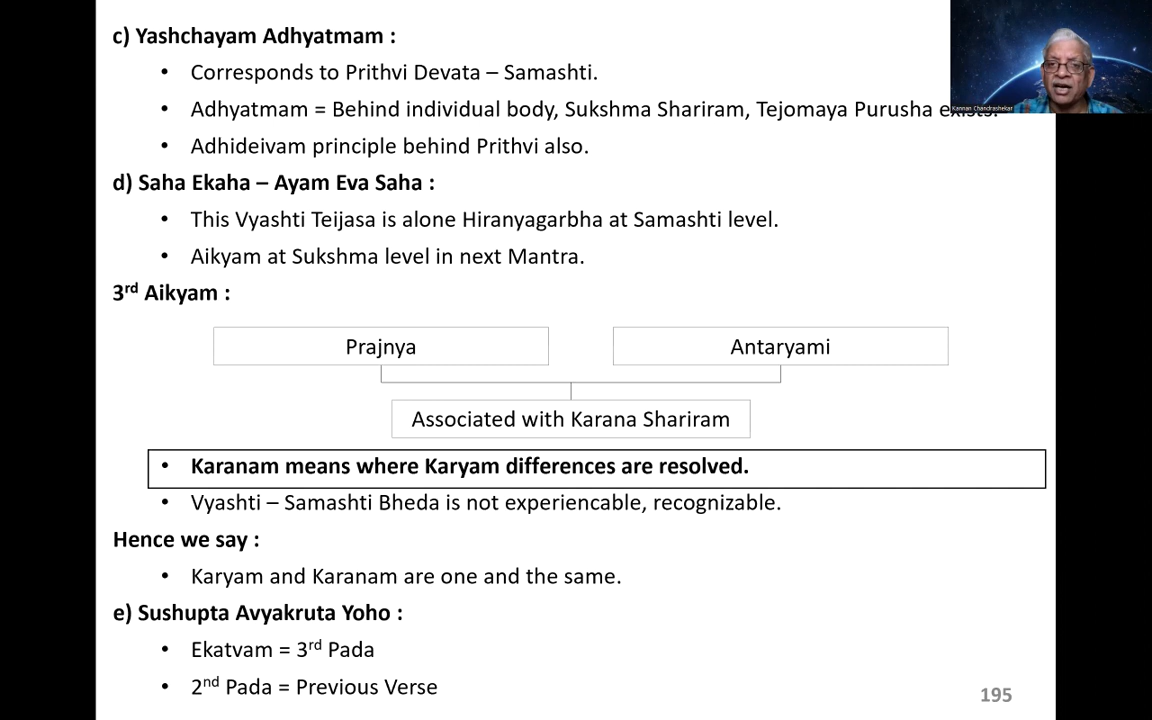 c) Yashchayam Adhyatmam :
• Corresponds to Prithvi Devata – Samashti.
• Adhyatmam = Behind individual body, Sukshma Shariram, Tejomaya Purusha exists.
Kannan Chandrashekar
• Adhideivam principle behind Prithvi also.
d) Saha Ekaha – Ayam Eva Saha :
• This Vyashti Teijasa is alone Hiranyagarbha at Samashti level.
• Aikyam at Sukshma level in next Mantra.
3rd Aikyam :
Prajnya
Antaryami
Associated with Karana Shariram
• Karanam means where Karyam differences are resolved.
• Vyashti – Samashti Bheda is not experiencable, recognizable.
Hence we say :
• Karyam and Karanam are one and the same.
e) Sushupta Avyakruta Yoho :
• Ekatvam = 3rd Pada
• 2nd Pada = Previous Verse
195